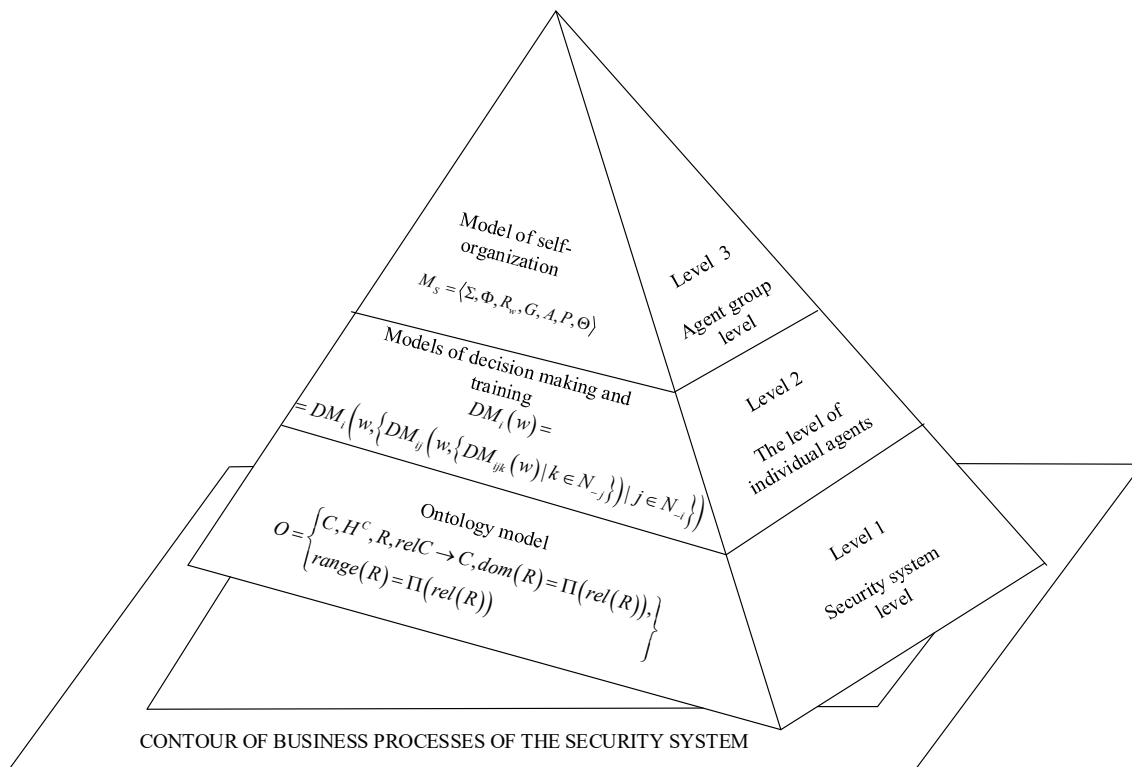 Model of self-
organization
M_S = ⟨Σ, Φ, R_w, G, A, P, Θ⟩
Level 3
Agent group
level
Models of decision making and
training
DM_i(w) =
= DM_i(w, {DM_ij(w, {DM_ijk(w) | k ∈ N_{-j}}) | j ∈ N_{-i}})
Level 2
The level of
individual agents
Ontology model
O = {C, H^C, R, relC → C, dom(R) = Π(rel(R)),
range(R) = Π(rel(R))}
Level 1
Security system
level
CONTOUR OF BUSINESS PROCESSES OF THE SECURITY SYSTEM